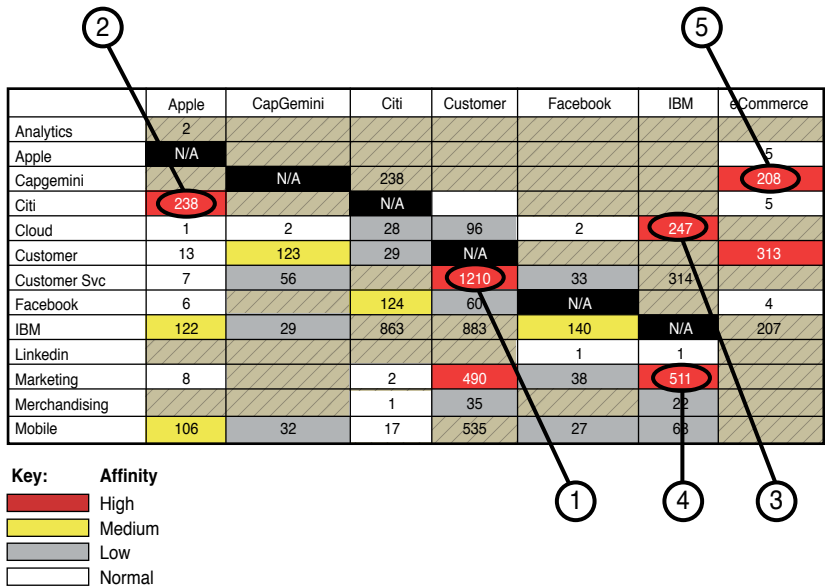 2 5
Apple CapGemini Citi Customer Facebook IBM eCommerce
Analytics 2
Apple N/A 5
Capgemini N/A 238 208
Citi 238 N/A 5
Cloud 1 2 28 96 2 247
Customer 13 123 29 N/A 313
Customer Svc 7 56 1210 33 314
Facebook 6 124 60 N/A 4
IBM 122 29 863 883 140 N/A 207
Linkedin 1 1
Marketing 8 2 490 38 511
Merchandising 1 35 22
Mobile 106 32 17 535 27 63
Key: Affinity
High
Medium
Low
Normal
1 4 3